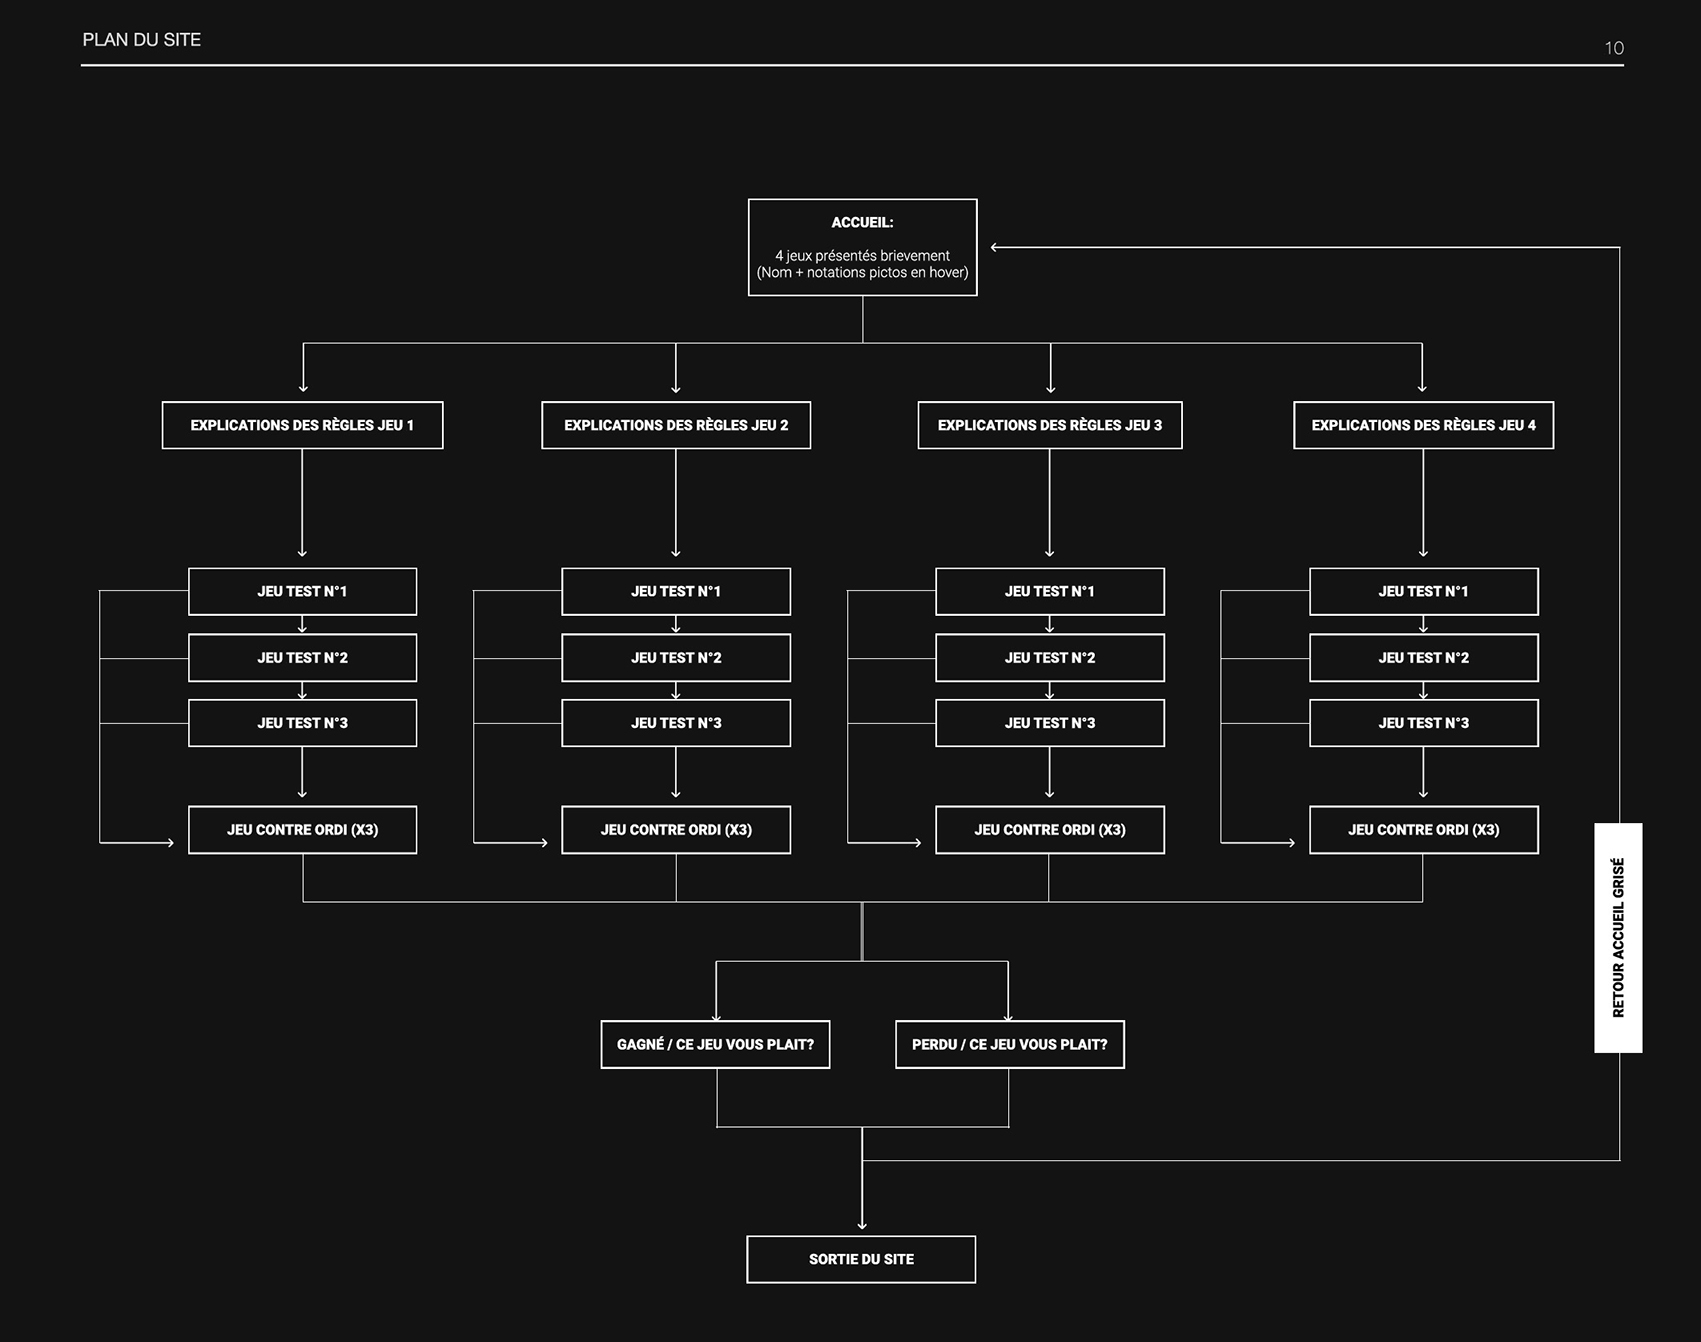 PLAN DU SITE
10
ACCUEIL:
4 jeux présentés brievement
(Nom + notations pictos en hover)
EXPLICATIONS DES RÈGLES JEU 1
EXPLICATIONS DES RÈGLES JEU 2
EXPLICATIONS DES RÈGLES JEU 3
EXPLICATIONS DES RÈGLES JEU 4
JEU TEST N°1
JEU TEST N°1
JEU TEST N°1
JEU TEST N°1
JEU TEST N°2
JEU TEST N°2
JEU TEST N°2
JEU TEST N°2
JEU TEST N°3
JEU TEST N°3
JEU TEST N°3
JEU TEST N°3
JEU CONTRE ORDI (X3)
JEU CONTRE ORDI (X3)
JEU CONTRE ORDI (X3)
JEU CONTRE ORDI (X3)
RETOUR ACCUEIL GRISÉ
GAGNÉ / CE JEU VOUS PLAIT?
PERDU / CE JEU VOUS PLAIT?
SORTIE DU SITE